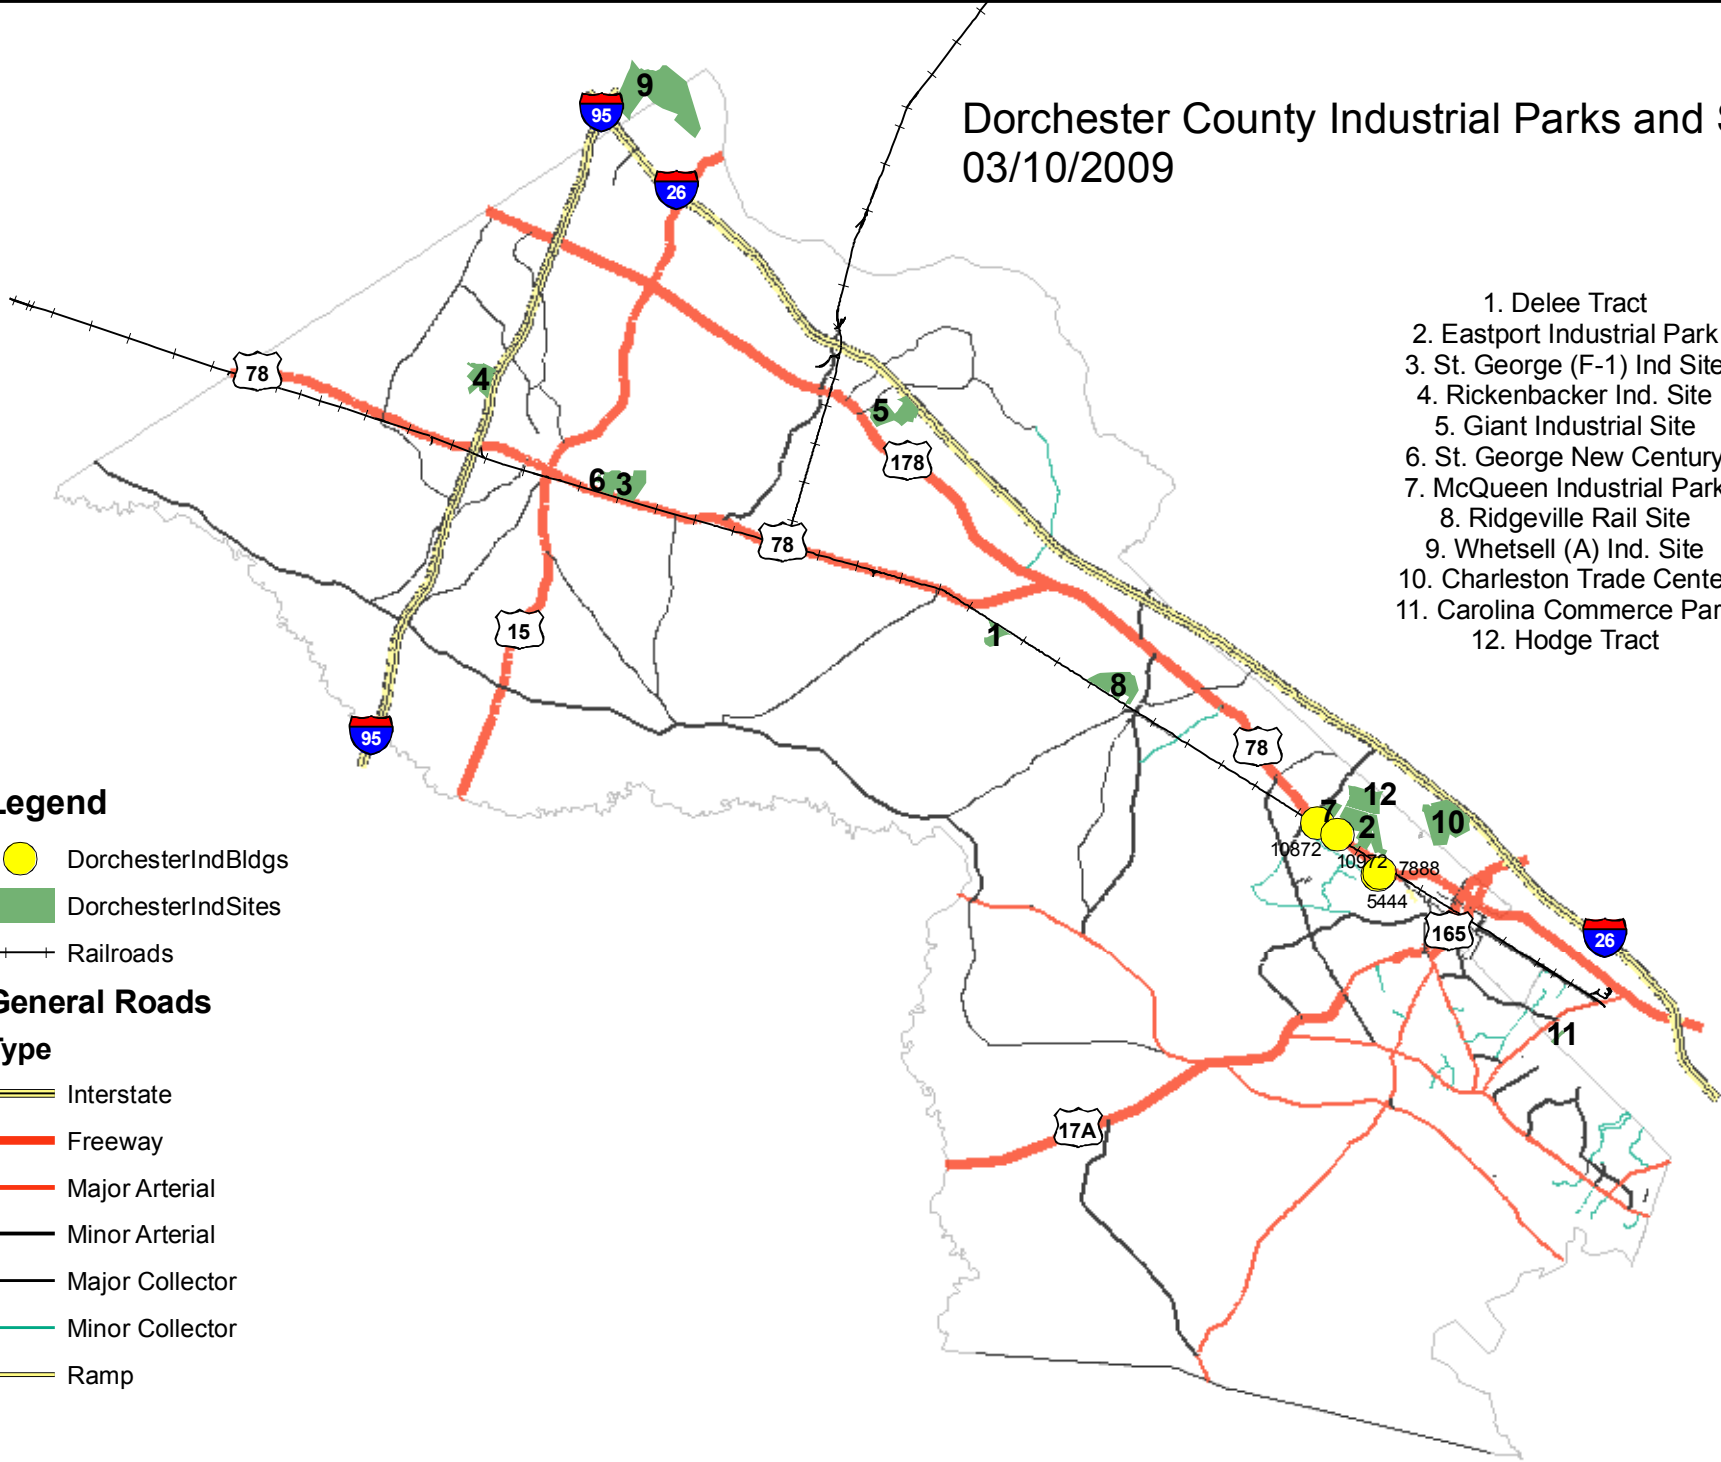 Dorchester County Industrial Parks and S
03/10/2009
1. Delee Tract
2. Eastport Industrial Park
3. St. George (F-1) Ind Site
4. Rickenbacker Ind. Site
5. Giant Industrial Site
6. St. George New Century
7. McQueen Industrial Park
8. Ridgeville Rail Site
9. Whetsell (A) Ind. Site
10. Charleston Trade Cente
11. Carolina Commerce Par
12. Hodge Tract
9
95
26
78
4
5
178
6 3
78
15
1
8
95
78
12
7
2
10
10872
10972
7888
5444
165
26
11
17A
Legend
DorchesterIndBldgs
DorchesterIndSites
Railroads
General Roads
Type
Interstate
Freeway
Major Arterial
Minor Arterial
Major Collector
Minor Collector
Ramp